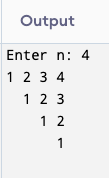 Output
Enter n: 4
1 2 3 4
  1 2 3
    1 2
      1